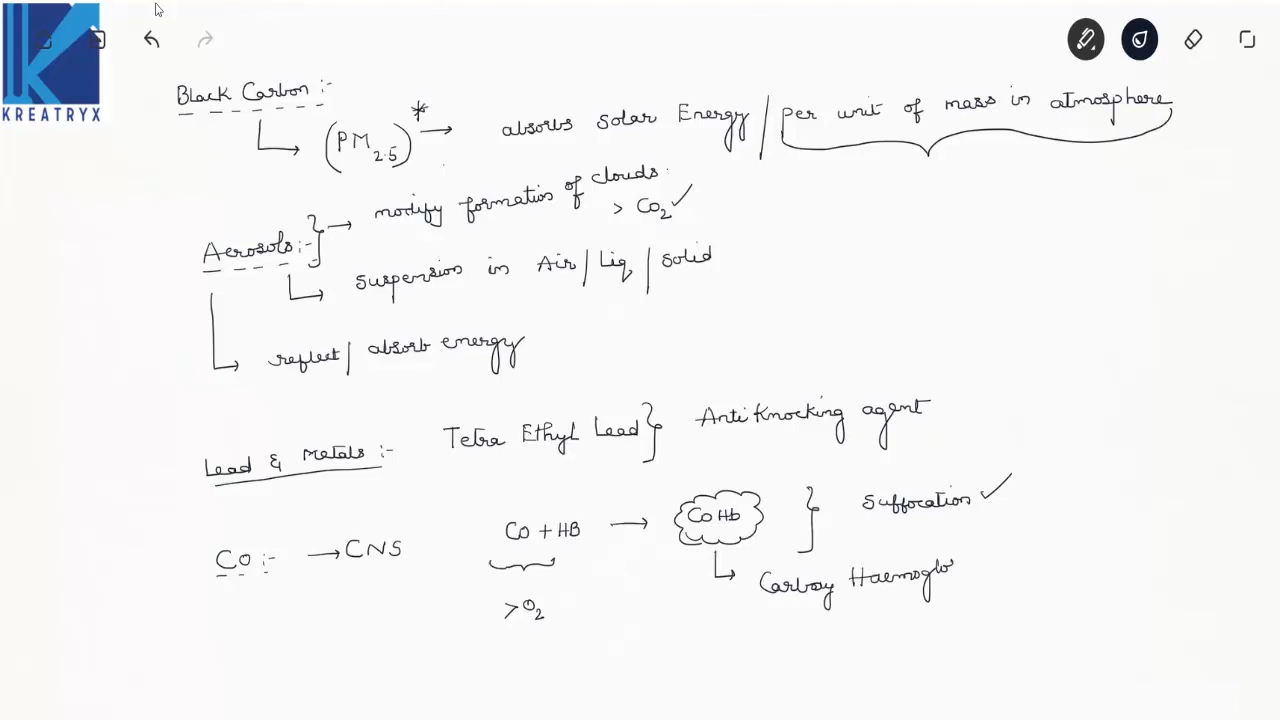 KREATRYX
Black Carbon :-
(PM2.5)* → absorbs solar Energy / per unit of mass in atmosphere
Aerosols :- } → modify formation of clouds.
> CO2 ✓
suspension in Air / Liq / solid
reflect / absorb energy
Lead & Metals :- Tetra Ethyl Lead } AntiKnocking agent
CO :- → CNS CO + HB → COHb } Suffocation ✓
> O2
Carboxy Haemoglo